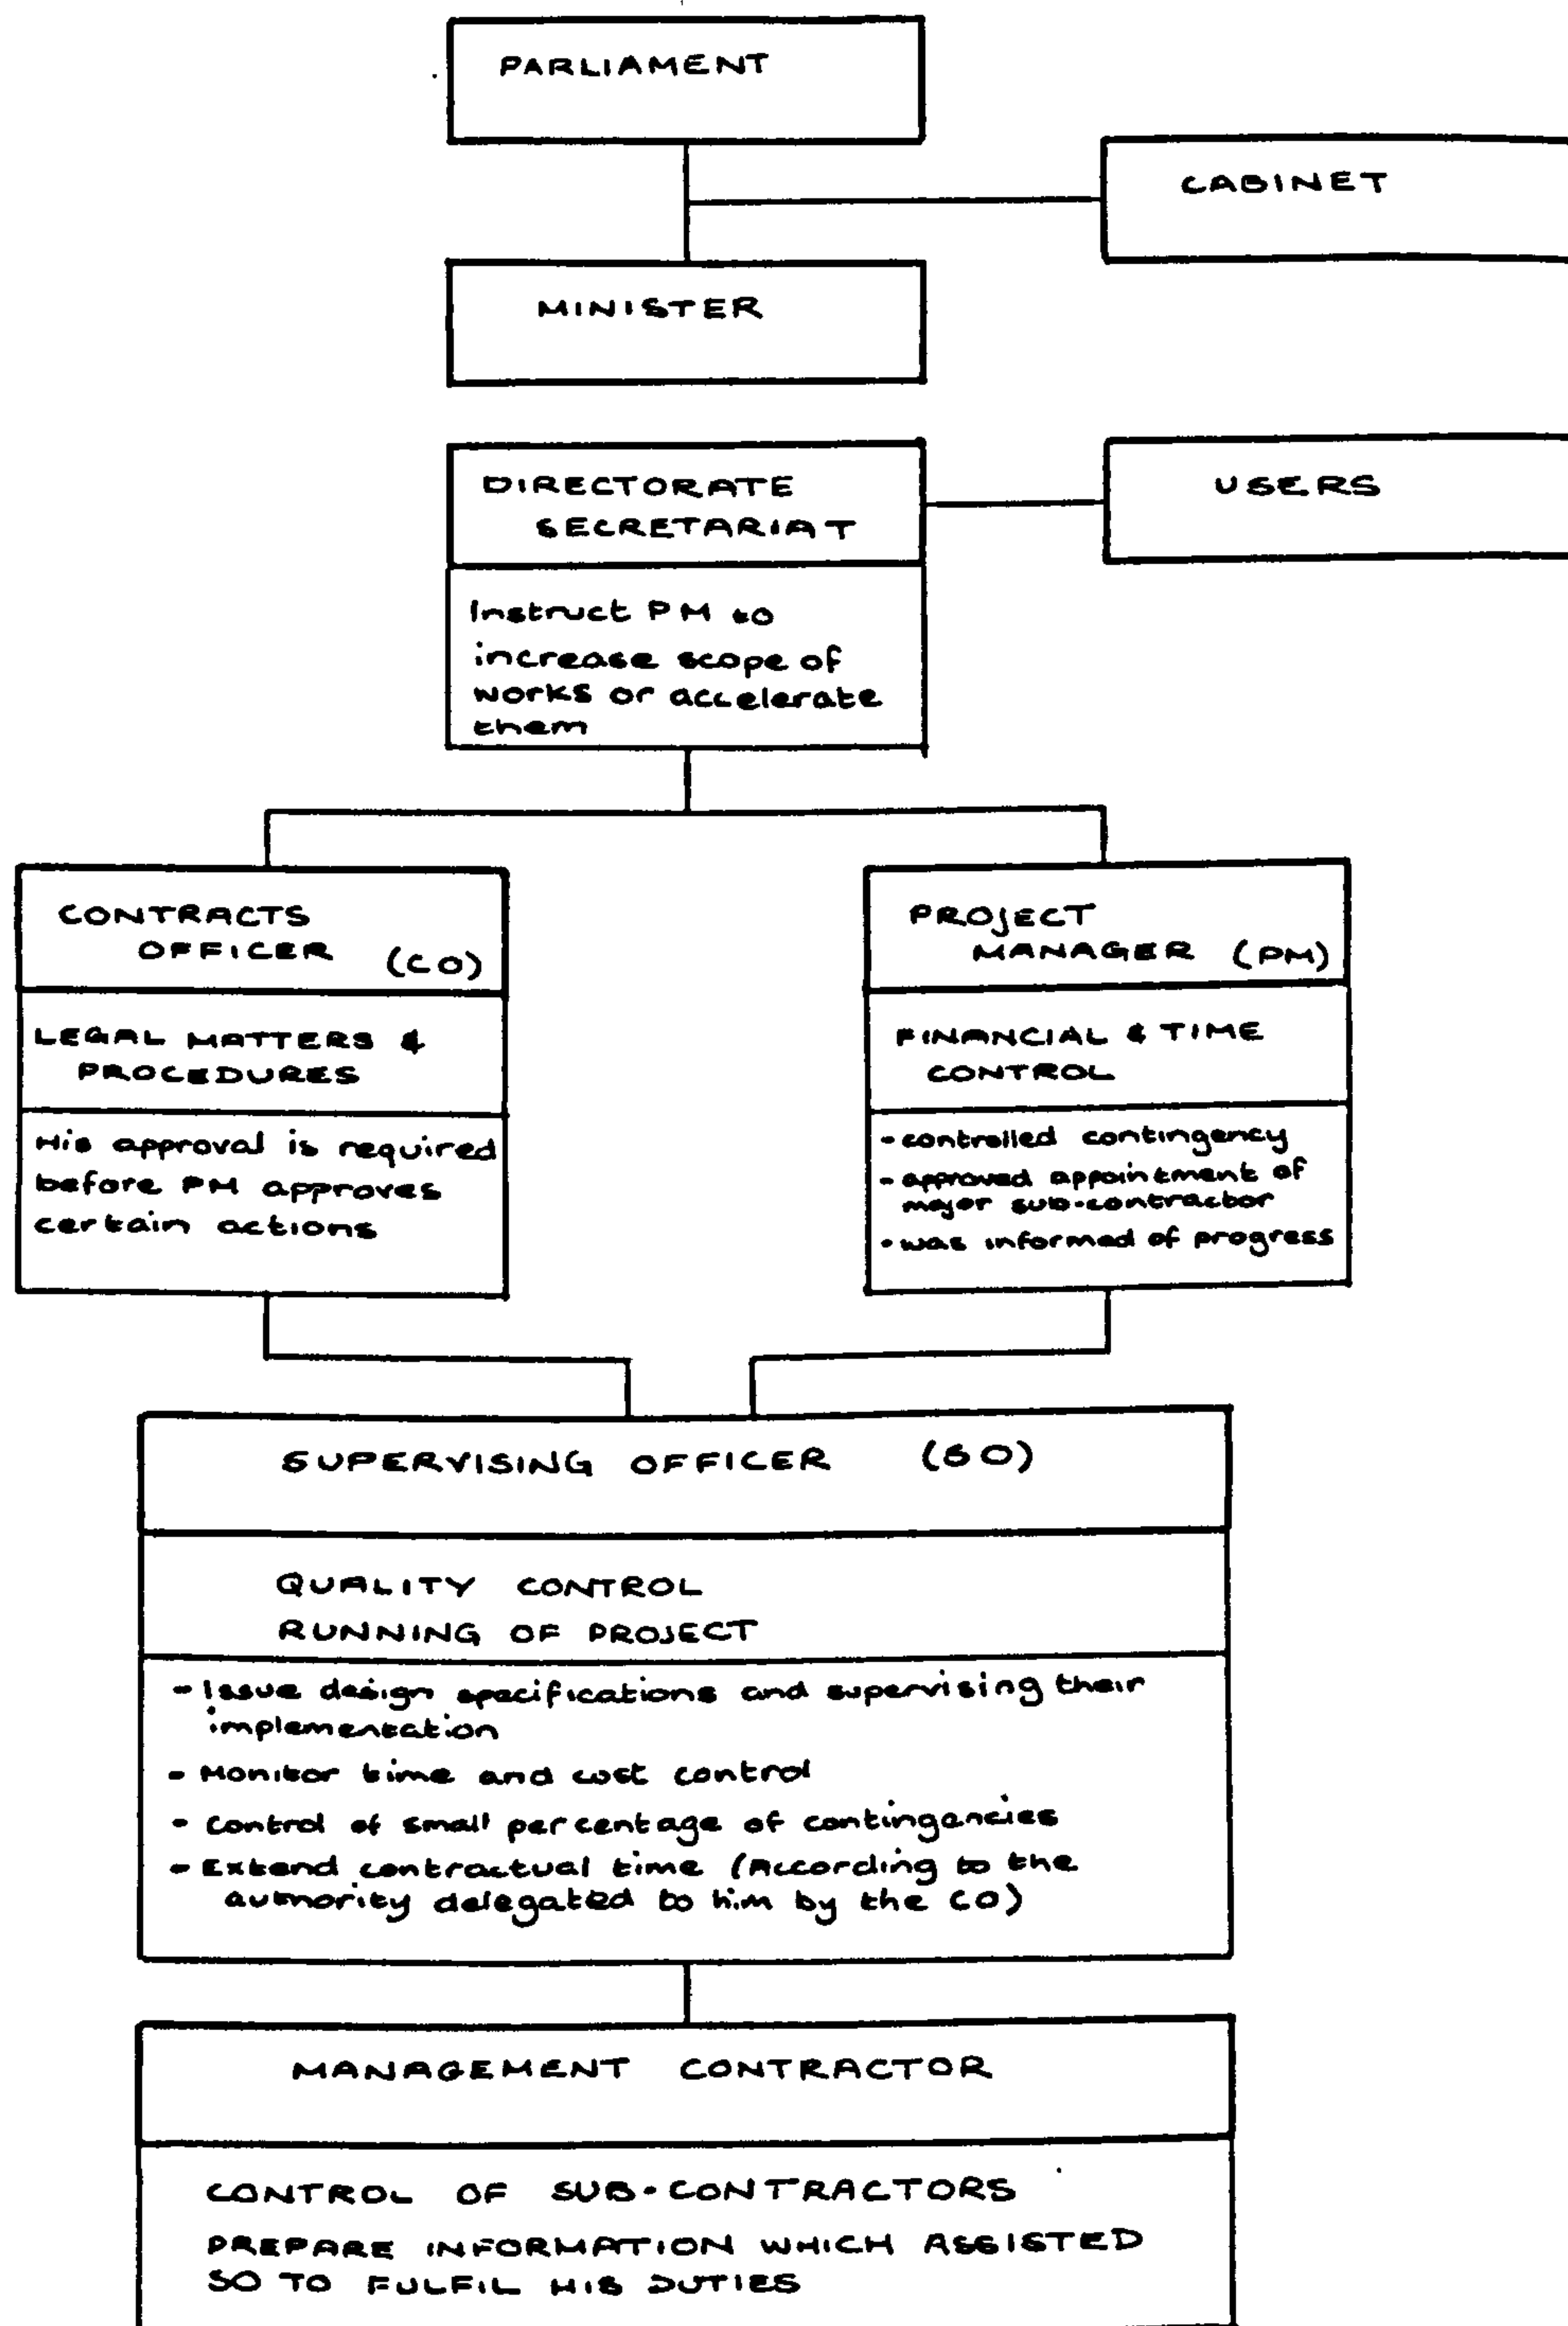 PARLIAMENT
CABINET
MINISTER
DIRECTORATE
SECRETARIAT
USERS
Instruct PM to
increase scope of
works or accelerate
them
CONTRACTS
OFFICER (CO)
LEGAL MATTERS &
PROCEDURES
His approval is required
before PM approves
certain actions
PROJECT
MANAGER (PM)
FINANCIAL & TIME
CONTROL
- controlled contingency
- approved appointment of
major sub-contractor
- was informed of progress
SUPERVISING OFFICER (SO)
QUALITY CONTROL
RUNNING OF PROJECT
- Issue design specifications and supervising their
implementation
- Monitor time and cost control
- Control of small percentage of contingencies
- Extend contractual time (According to the
authority delegated to him by the CO)
MANAGEMENT CONTRACTOR
CONTROL OF SUB-CONTRACTORS
PREPARE INFORMATION WHICH ASSISTED
SO TO FULFIL HIS DUTIES